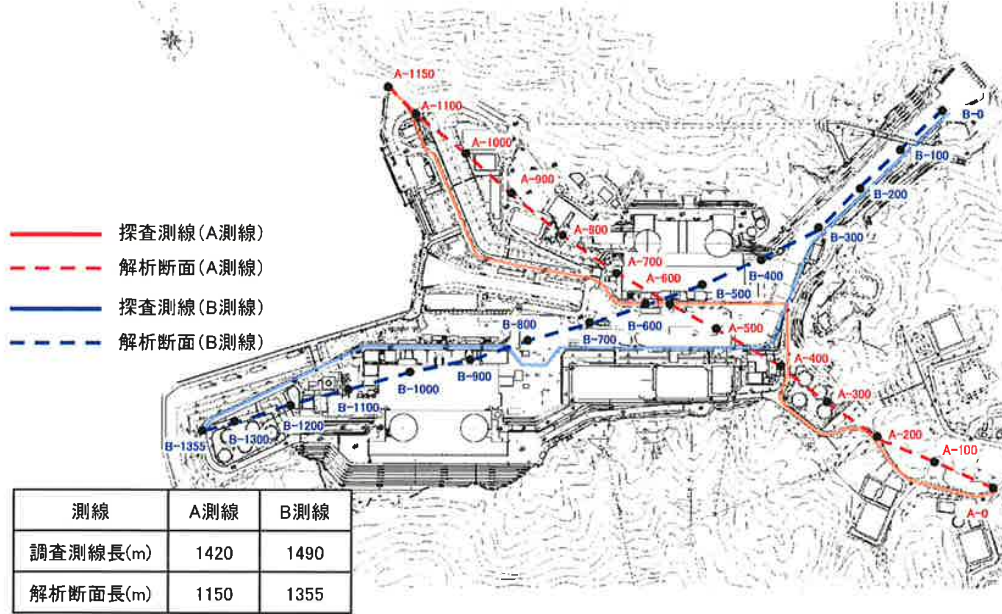 A-1150
A-1100
A-1000
A-900
A-800
A-700
A-600
A-500
A-400
A-300
A-200
A-100
A-0
B-0
B-100
B-200
B-300
B-400
B-500
B-600
B-700
B-800
B-900
B-1000
B-1100
B-1200
B-1300
B-1355
探査測線(A測線)
解析断面(A測線)
探査測線(B測線)
解析断面(B測線)
測線 A測線 B測線
調査測線長(m) 1420 1490
解析断面長(m) 1150 1355